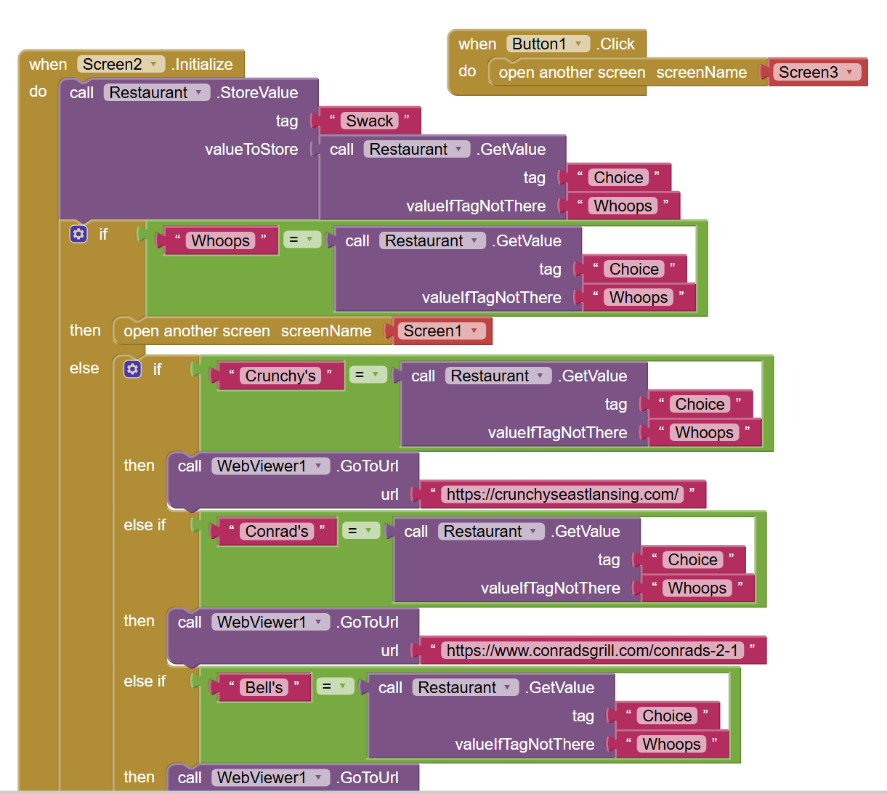 when Button1 .Click
do open another screen screenName Screen3
when Screen2 .Initialize
do call Restaurant .StoreValue
tag " Swack "
valueToStore call Restaurant .GetValue
tag " Choice "
valueIfTagNotThere " Whoops "
if " Whoops " = call Restaurant .GetValue
tag " Choice "
valueIfTagNotThere " Whoops "
then open another screen screenName Screen1
else if " Crunchy's " = call Restaurant .GetValue
tag " Choice "
valueIfTagNotThere " Whoops "
then call WebViewer1 .GoToUrl
url " https://crunchyseastlansing.com/ "
else if " Conrad's " = call Restaurant .GetValue
tag " Choice "
valueIfTagNotThere " Whoops "
then call WebViewer1 .GoToUrl
url " https://www.conradsgrill.com/conrads-2-1 "
else if " Bell's " = call Restaurant .GetValue
tag " Choice "
valueIfTagNotThere " Whoops "
then call WebViewer1 .GoToUrl